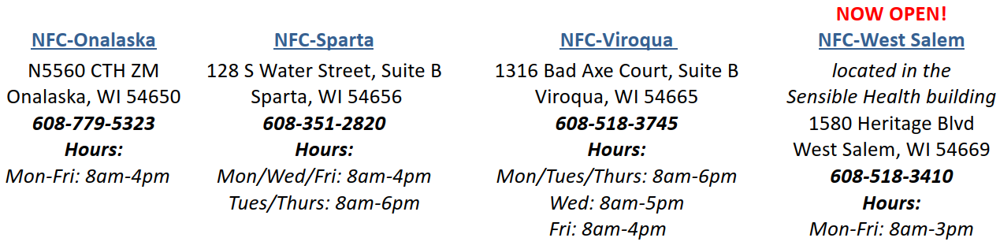 NFC-Onalaska
N5560 CTH ZM
Onalaska, WI 54650
608-779-5323
Hours:
Mon-Fri: 8am-4pm
NFC-Sparta
128 S Water Street, Suite B
Sparta, WI 54656
608-351-2820
Hours:
Mon/Wed/Fri: 8am-4pm
Tues/Thurs: 8am-6pm
NFC-Viroqua
1316 Bad Axe Court, Suite B
Viroqua, WI 54665
608-518-3745
Hours:
Mon/Tues/Thurs: 8am-6pm
Wed: 8am-5pm
Fri: 8am-4pm
NOW OPEN!
NFC-West Salem
located in the
Sensible Health building
1580 Heritage Blvd
West Salem, WI 54669
608-518-3410
Hours:
Mon-Fri: 8am-3pm